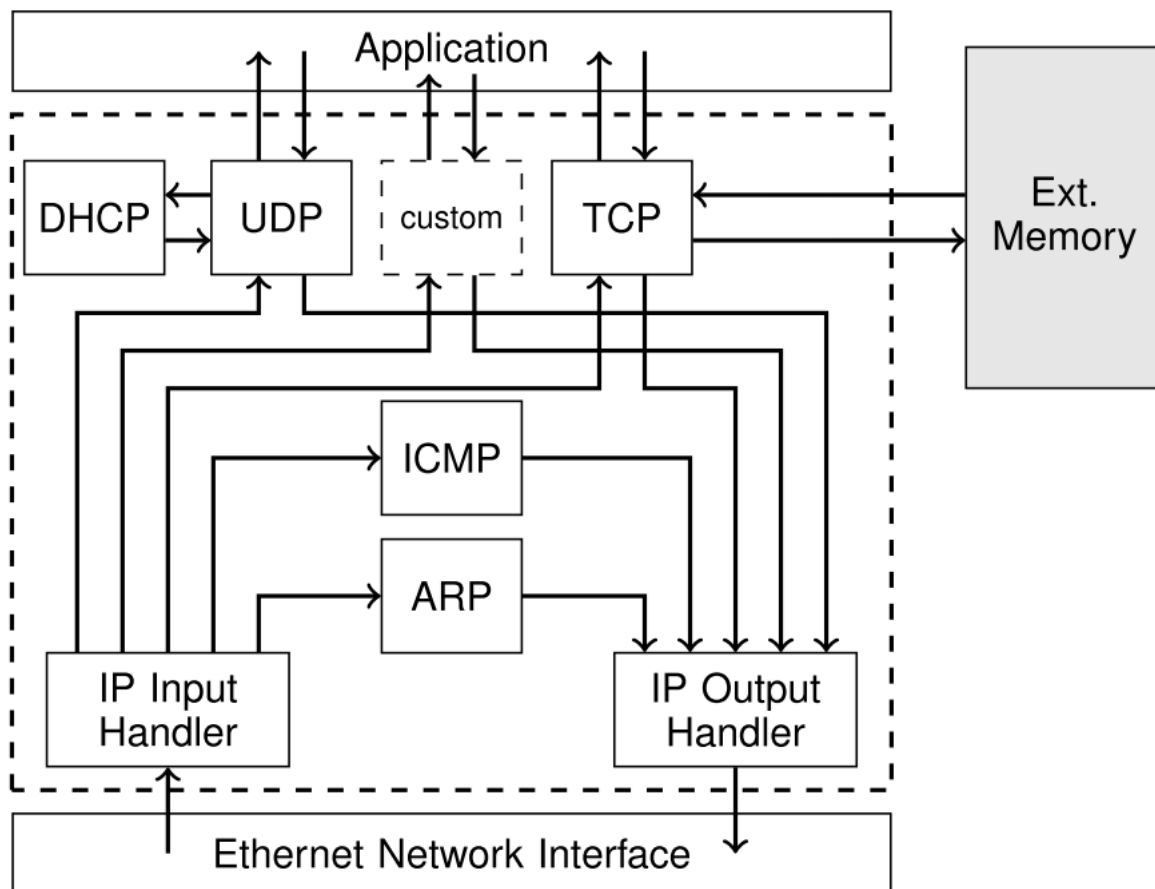 Application
DHCP
UDP
custom
TCP
Ext.
Memory
ICMP
ARP
IP Input
Handler
IP Output
Handler
Ethernet Network Interface